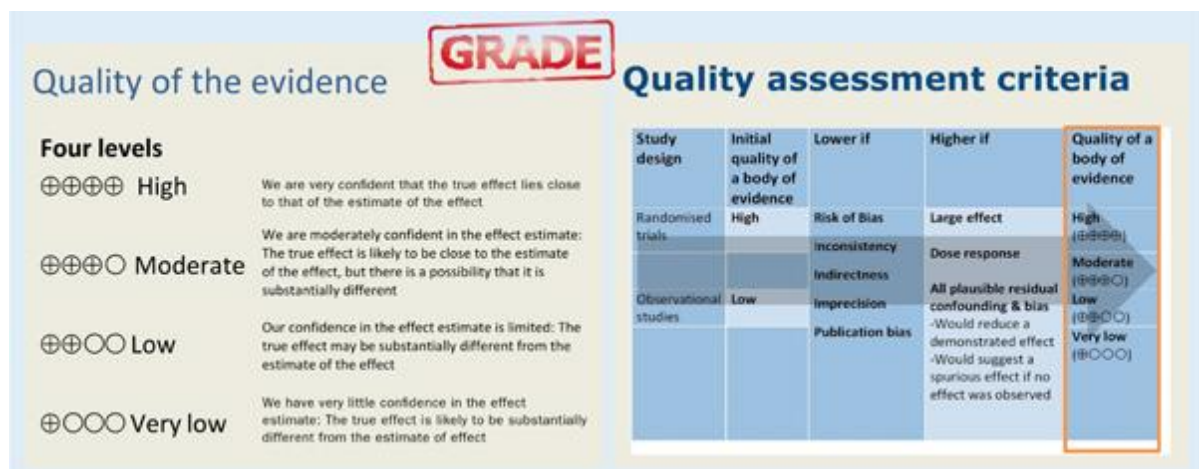 GRADE
Quality of the evidence
Four levels
⊕⊕⊕⊕ High
We are very confident that the true effect lies close
to that of the estimate of the effect
⊕⊕⊕○ Moderate
We are moderately confident in the effect estimate:
The true effect is likely to be close to the estimate
of the effect, but there is a possibility that it is
substantially different
⊕⊕○○ Low
Our confidence in the effect estimate is limited: The
true effect may be substantially different from the
estimate of the effect
⊕○○○ Very low
We have very little confidence in the effect
estimate: The true effect is likely to be substantially
different from the estimate of effect
Quality assessment criteria
Study
design
Initial
quality of
a body of
evidence
Lower if
Higher if
Quality of a
body of
evidence
Randomised
trials
High
Risk of Bias
Inconsistency
Indirectness
Imprecision
Publication bias
Large effect
Dose response
All plausible residual
confounding & bias
-Would reduce a
demonstrated effect
-Would suggest a
spurious effect if no
effect was observed
High
(⊕⊕⊕⊕)
Moderate
(⊕⊕⊕○)
Low
(⊕⊕○○)
Very low
(⊕○○○)
Observational
studies
Low